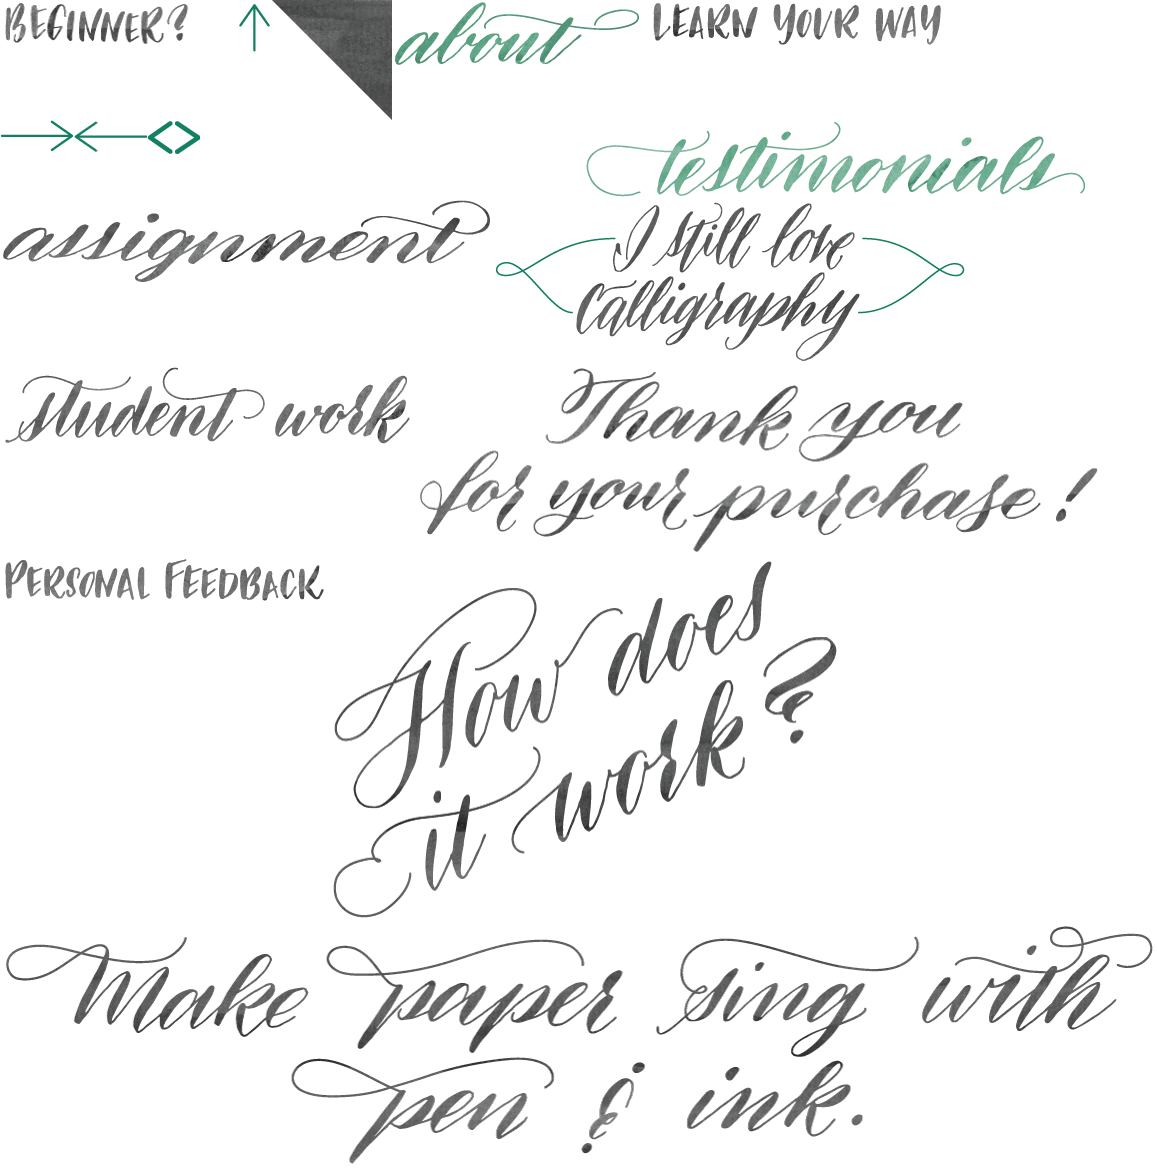 BEGINNER?
about
LEARN YOUR WAY
testimonials
assignment
I still love
Calligraphy
student work
Thank you
for your purchase!
PERSONAL FEEDBACK
How does
it work?
Make paper sing with
pen & ink.